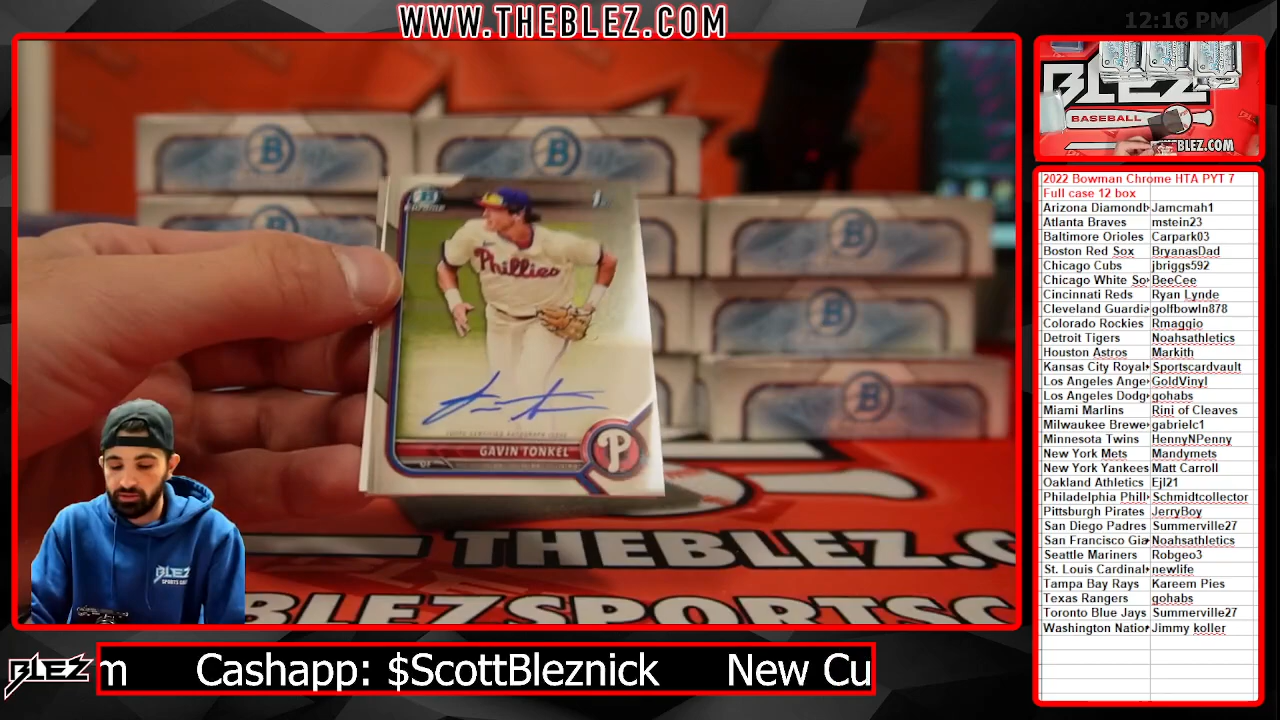 WWW.THEBLEZ.COM
12:16 PM
BLEZ
BASEBALL
BLEZ.COM
2022 Bowman Chrome HTA PYT 7
Full case 12 box
Arizona Diamondb Jamcmah1
Atlanta Braves mstein23
Baltimore Orioles Carpark03
Boston Red Sox BryanasDad
Chicago Cubs jbriggs592
Chicago White So BeeCee
Cincinnati Reds Ryan Lynde
Cleveland Guardia golfbowln878
Colorado Rockies Rmaggio
Detroit Tigers Noahsathletics
Houston Astros Markith
Kansas City Royal Sportscardvault
Los Angeles Ange GoldVinyl
Los Angeles Dodg gohabs
Miami Marlins Rini of Cleaves
Milwaukee Brewe gabrielc1
Minnesota Twins HennyNPenny
New York Mets Mandymets
New York Yankees Matt Carroll
Oakland Athletics Ejl21
Philadelphia Phill Schmidtcollector
Pittsburgh Pirates JerryBoy
San Diego Padres Summerville27
San Francisco Gia Noahsathletics
Seattle Mariners Robgeo3
St. Louis Cardinal newlife
Tampa Bay Rays Kareem Pies
Texas Rangers gohabs
Toronto Blue Jays Summerville27
Washington Natio Jimmy koller
B
B
B
B
B
CHROME
1st
Phillies
GAVIN TONKEL
OF
P
THEBLEZ.C
BLEZSPORTSC
BLEZ
BLEZ
m Cashapp: $ScottBleznick New Cu